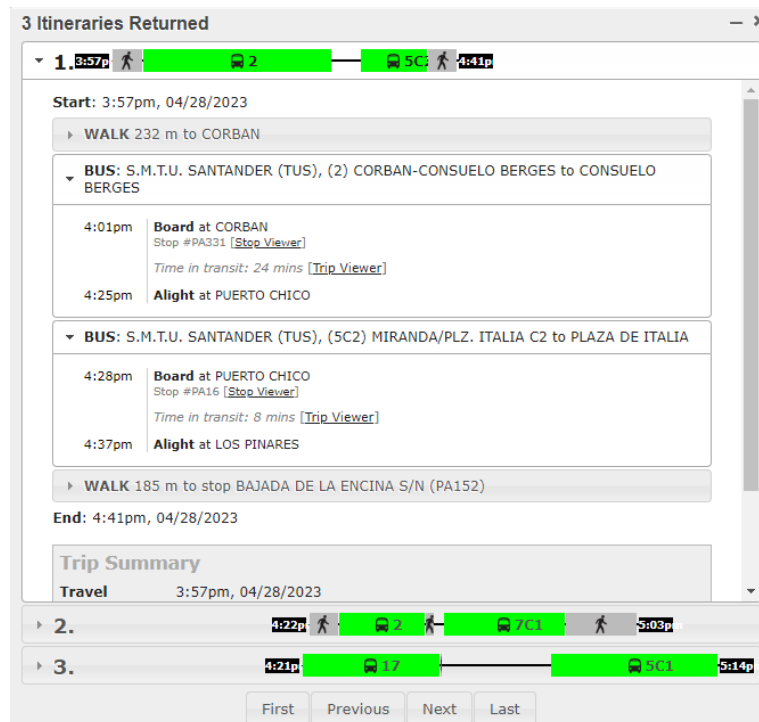 3 Itineraries Returned
1. 3:57p 2 5C2 4:41p
Start: 3:57pm, 04/28/2023
WALK 232 m to CORBAN
BUS: S.M.T.U. SANTANDER (TUS), (2) CORBAN-CONSUELO BERGES to CONSUELO
BERGES
4:01pm Board at CORBAN
Stop #PA331 [Stop Viewer]
Time in transit: 24 mins [Trip Viewer]
4:25pm Alight at PUERTO CHICO
BUS: S.M.T.U. SANTANDER (TUS), (5C2) MIRANDA/PLZ. ITALIA C2 to PLAZA DE ITALIA
4:28pm Board at PUERTO CHICO
Stop #PA16 [Stop Viewer]
Time in transit: 8 mins [Trip Viewer]
4:37pm Alight at LOS PINARES
WALK 185 m to stop BAJADA DE LA ENCINA S/N (PA152)
End: 4:41pm, 04/28/2023
Trip Summary
Travel 3:57pm, 04/28/2023
2. 4:22p 2 7C1 5:03p
3. 4:21p 17 5C1 5:14p
First Previous Next Last